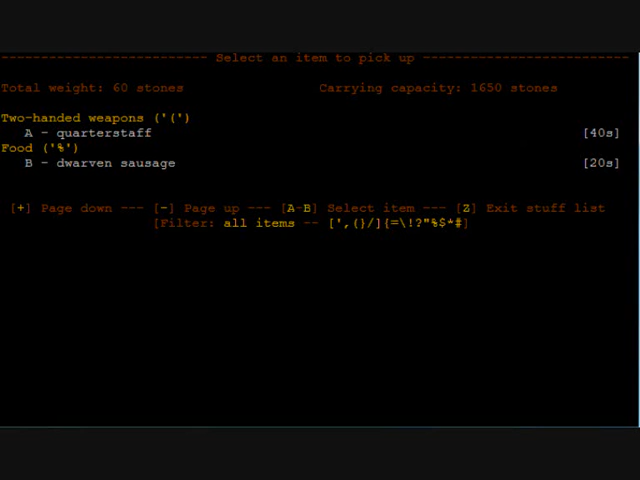 -------------------------- Select an item to pick up --------------------------
Total weight: 60 stones Carrying capacity: 1650 stones
Two-handed weapons ('(')
A - quarterstaff [40s]
Food ('%')
B - dwarven sausage [20s]
[+] Page down --- [-] Page up --- [A-B] Select item --- [Z] Exit stuff list
[Filter: all items -- [',(}/]{=\!?"%$*#]